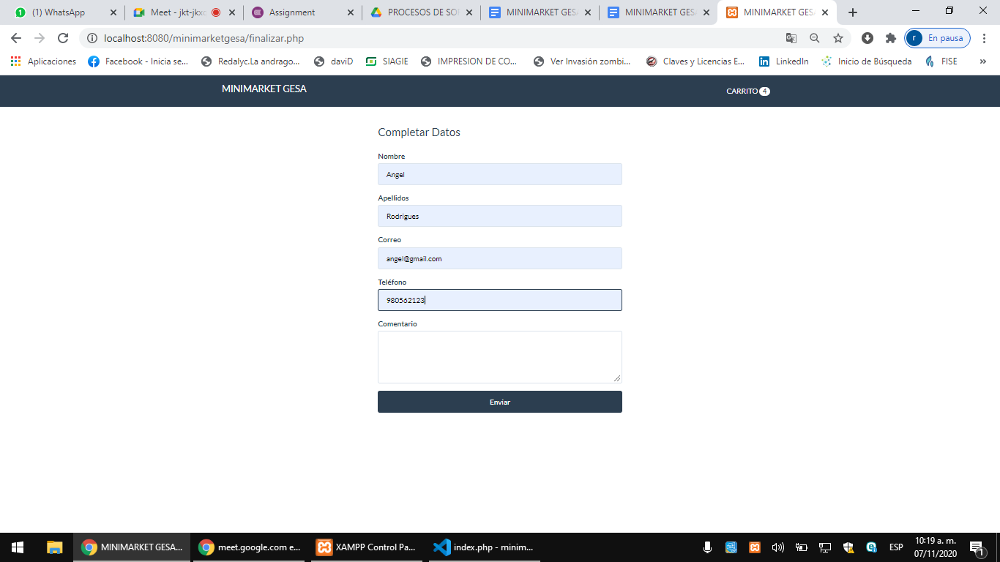 (1) WhatsApp
Meet - jkt-jkx
Assignment
PROCESOS DE SO
MINIMARKET GES
MINIMARKET GES
MINIMARKET GES
localhost:8080/minimarketgesa/finalizar.php
r En pausa
Aplicaciones
Facebook - Inicia se...
Redalyc.La andrago...
daviD
SIAGIE
IMPRESION DE CO...
Ver Invasión zombi...
Claves y Licencias E...
LinkedIn
Inicio de Búsqueda
FISE
»
MINIMARKET GESA
CARRITO 4
Completar Datos
Nombre
Angel
Apellidos
Rodrigues
Correo
angel@gmail.com
Teléfono
980562123
Comentario
Enviar
MINIMARKET GESA...
meet.google.com e...
XAMPP Control Pa...
index.php - minim...
ESP
10:19 a. m.
07/11/2020
1